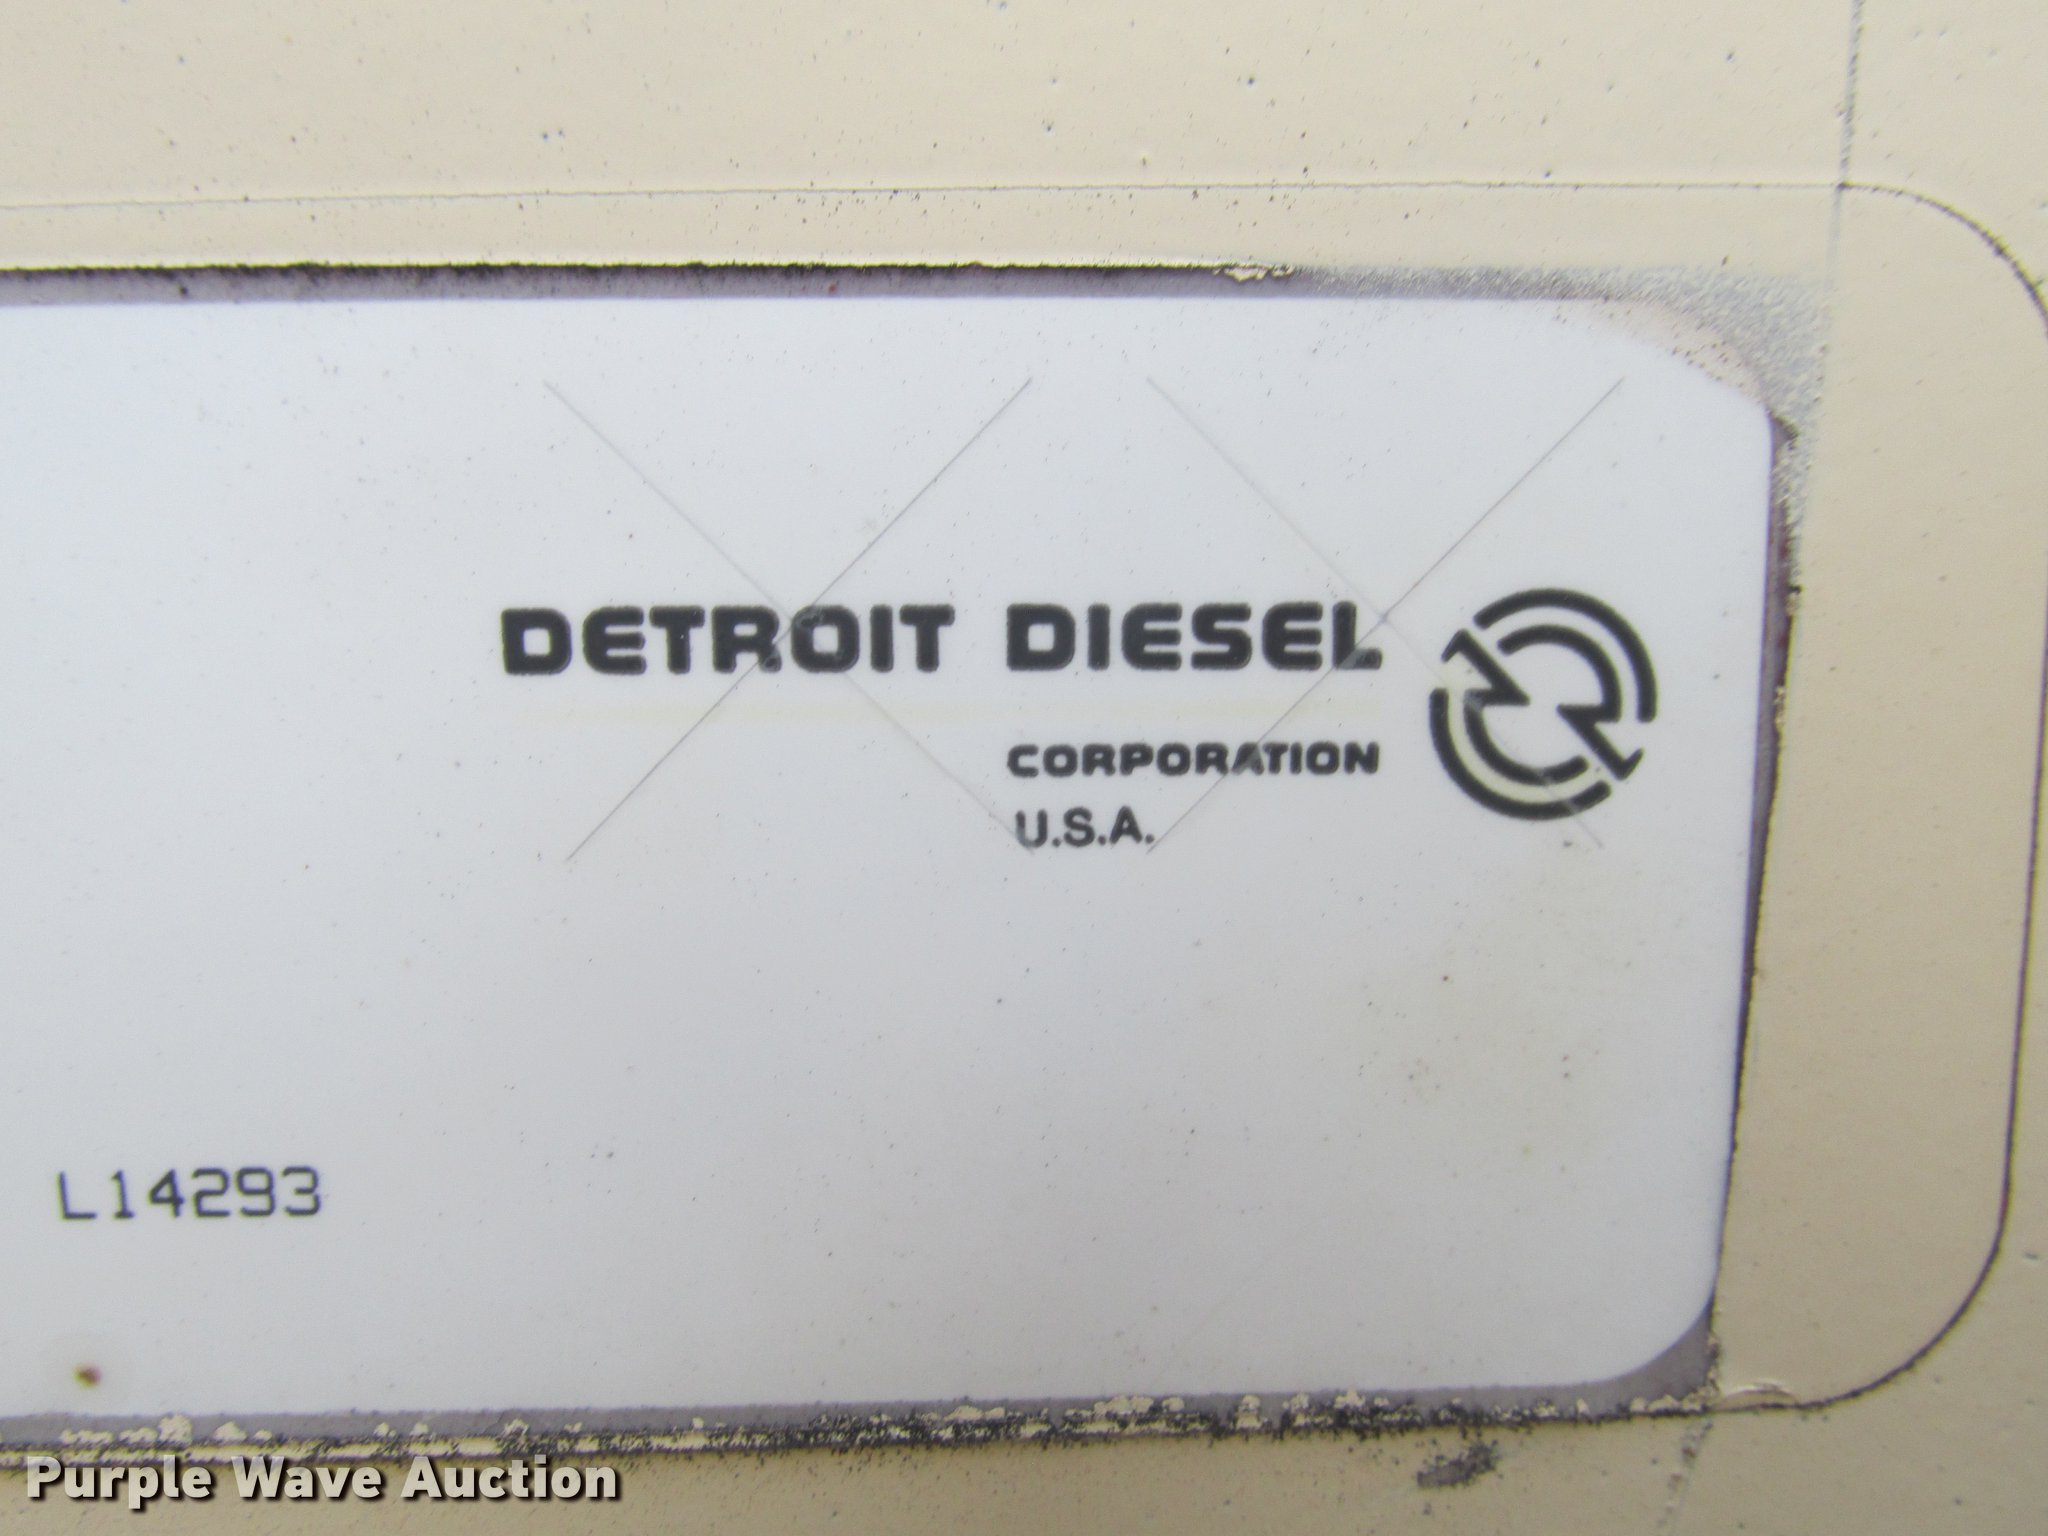 DETROIT DIESEL
CORPORATION
U.S.A.
L14293
Purple Wave Auction